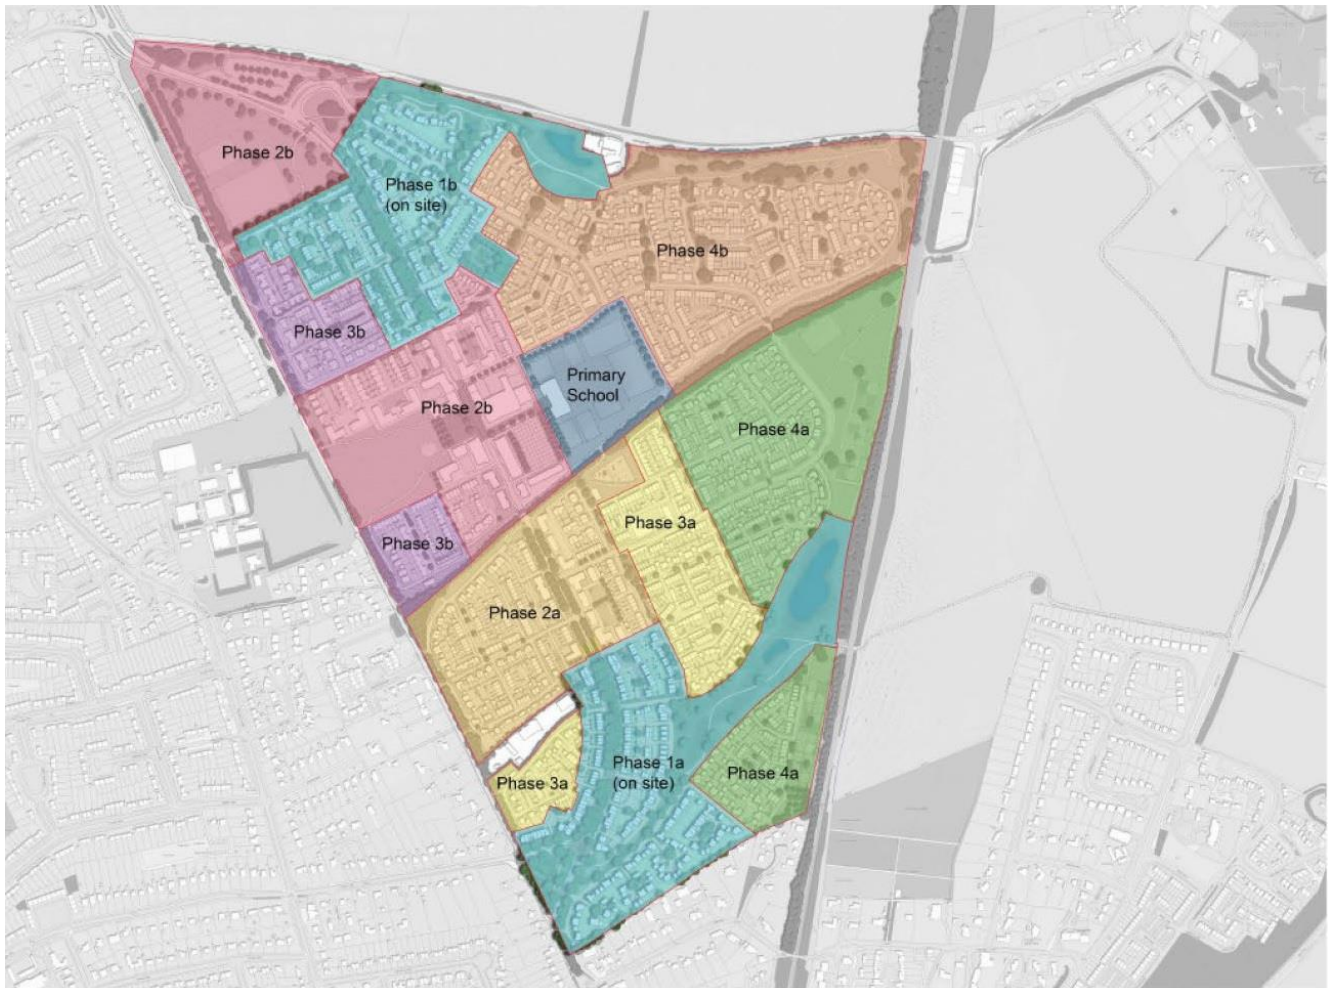 Phase 2b
Phase 1b
(on site)
Phase 4b
Phase 3b
Primary
School
Phase 2b
Phase 4a
Phase 3a
Phase 3b
Phase 2a
Phase 1a
(on site)
Phase 4a
Phase 3a